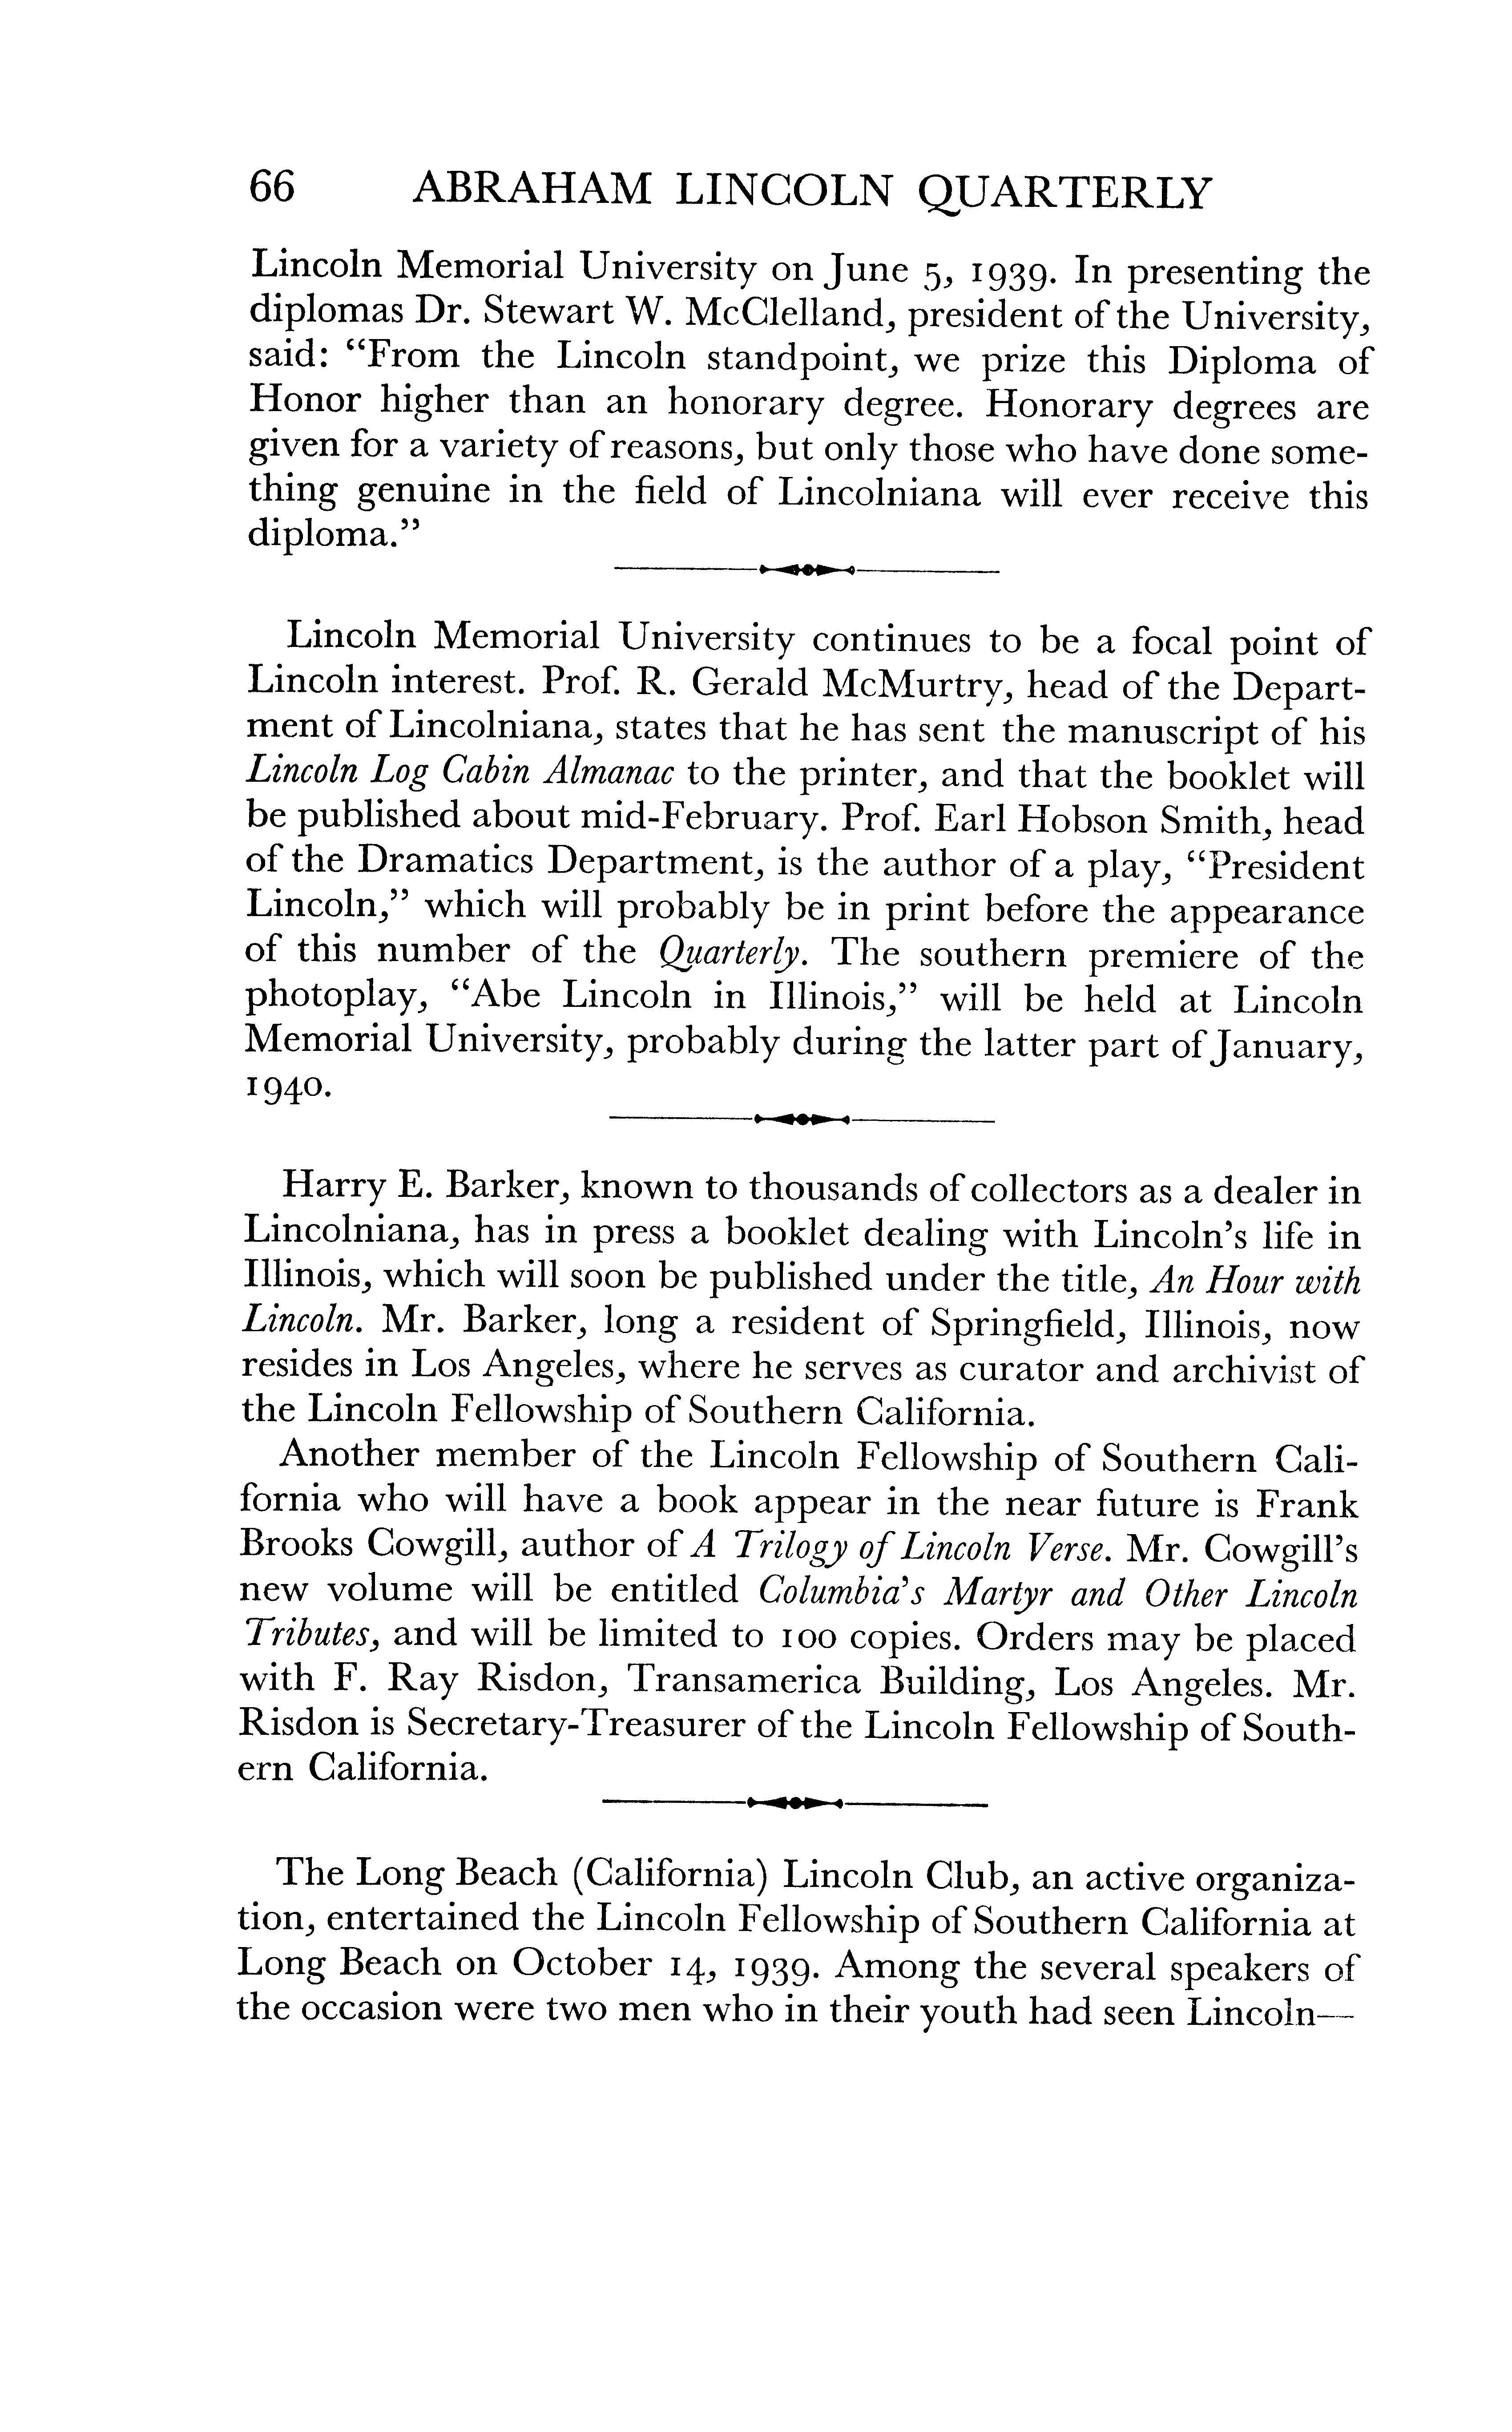 66 ABRAHAM LINCOLN QUARTERLY
Lincoln Memorial University on June 5, 1939. In presenting the
diplomas Dr. Stewart W. McClelland, president of the University,
said: “From the Lincoln standpoint, we prize this Diploma of
Honor higher than an honorary degree. Honorary degrees are
given for a variety of reasons, but only those who have done some-
thing genuine in the field of Lincolniana will ever receive this
diploma.”
Lincoln Memorial University continues to be a focal point of
Lincoln interest. Prof. R. Gerald McMurtry, head of the Depart-
ment of Lincolniana, states that he has sent the manuscript of his
Lincoln Log Cabin Almanac to the printer, and that the booklet will
be published about mid-February. Prof. Earl Hobson Smith, head
of the Dramatics Department, is the author of a play, “President
Lincoln,” which will probably be in print before the appearance
of this number of the Quarterly. The southern premiere of the
photoplay, “Abe Lincoln in Illinois,” will be held at Lincoln
Memorial University, probably during the latter part of January,
1940.
Harry E. Barker, known to thousands of collectors as a dealer in
Lincolniana, has in press a booklet dealing with Lincoln’s life in
Illinois, which will soon be published under the title, An Hour with
Lincoln. Mr. Barker, long a resident of Springfield, Illinois, now
resides in Los Angeles, where he serves as curator and archivist of
the Lincoln Fellowship of Southern California.
Another member of the Lincoln Fellowship of Southern Cali-
fornia who will have a book appear in the near future is Frank
Brooks Cowgill, author of A Trilogy of Lincoln Verse. Mr. Cowgill’s
new volume will be entitled Columbia’s Martyr and Other Lincoln
Tributes, and will be limited to 100 copies. Orders may be placed
with F. Ray Risdon, Transamerica Building, Los Angeles. Mr.
Risdon is Secretary-Treasurer of the Lincoln Fellowship of South-
ern California.
The Long Beach (California) Lincoln Club, an active organiza-
tion, entertained the Lincoln Fellowship of Southern California at
Long Beach on October 14, 1939. Among the several speakers of
the occasion were two men who in their youth had seen Lincoln—